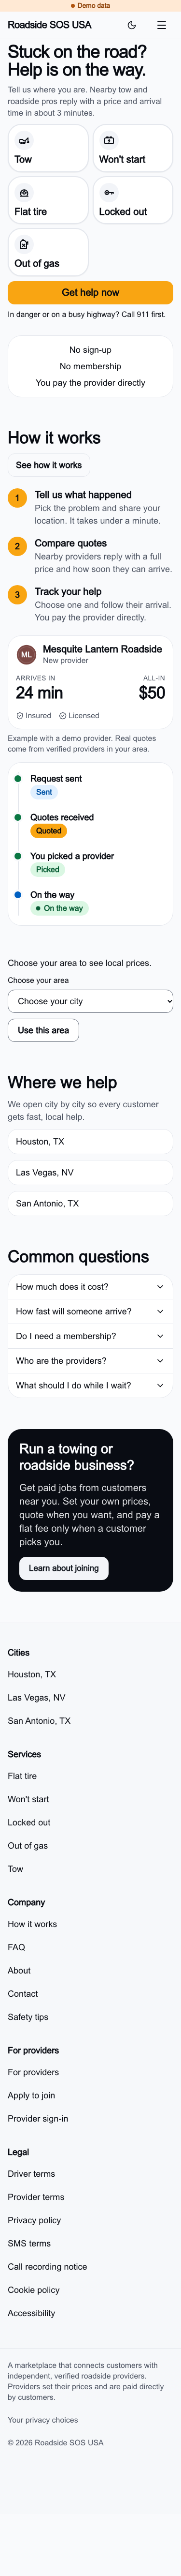 Demo data
Roadside SOS USA
Stuck on the road?
Help is on the way.
Tell us where you are. Nearby tow and
roadside pros reply with a price and arrival
time in about 3 minutes.
Tow
Won't start
Flat tire
Locked out
Out of gas
Get help now
In danger or on a busy highway? Call 911 first.
No sign-up
No membership
You pay the provider directly
How it works
See how it works
1
Tell us what happened
Pick the problem and share your
location. It takes under a minute.
2
Compare quotes
Nearby providers reply with a full
price and how soon they can arrive.
3
Track your help
Choose one and follow their arrival.
You pay the provider directly.
ML
Mesquite Lantern Roadside
New provider
ARRIVES IN
ALL-IN
24 min
$50
Insured
Licensed
Example with a demo provider. Real quotes
come from verified providers in your area.
Request sent
Sent
Quotes received
Quoted
You picked a provider
Picked
On the way
On the way
Choose your area to see local prices.
Choose your area
Choose your city
Use this area
Where we help
We open city by city so every customer
gets fast, local help.
Houston, TX
Las Vegas, NV
San Antonio, TX
Common questions
How much does it cost?
How fast will someone arrive?
Do I need a membership?
Who are the providers?
What should I do while I wait?
Run a towing or
roadside business?
Get paid jobs from customers
near you. Set your own prices,
quote when you want, and pay a
flat fee only when a customer
picks you.
Learn about joining
Cities
Houston, TX
Las Vegas, NV
San Antonio, TX
Services
Flat tire
Won't start
Locked out
Out of gas
Tow
Company
How it works
FAQ
About
Contact
Safety tips
For providers
For providers
Apply to join
Provider sign-in
Legal
Driver terms
Provider terms
Privacy policy
SMS terms
Call recording notice
Cookie policy
Accessibility
A marketplace that connects customers with
independent, verified roadside providers.
Providers set their prices and are paid directly
by customers.
Your privacy choices
© 2026 Roadside SOS USA